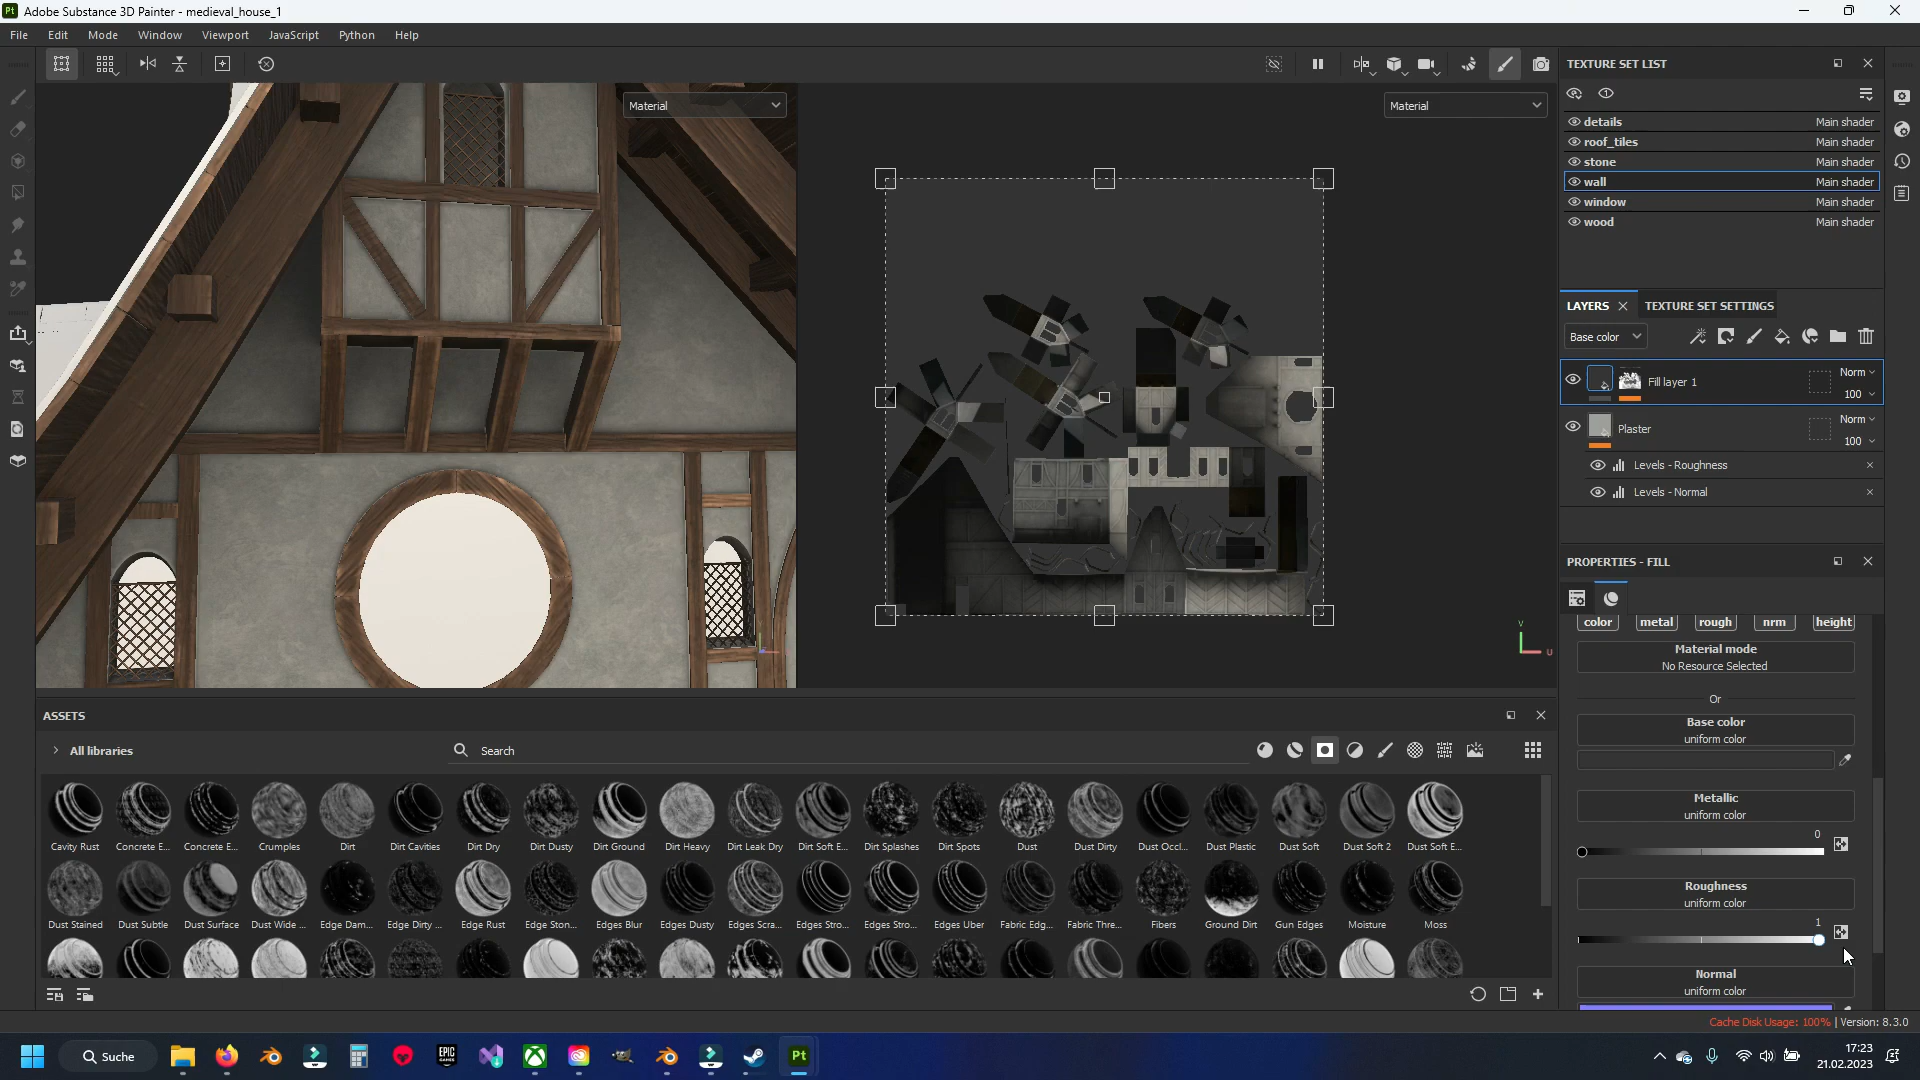 Adobe Substance 3D Painter - medieval_house_1
File Edit Mode Window Viewport JavaScript Python Help
TEXTURE SET LIST
Material
Material
details Main shader
roof_tiles Main shader
stone Main shader
wall Main shader
window Main shader
wood Main shader
LAYERS TEXTURE SET SETTINGS
Base color
Fill layer 1 Norm 100
Plaster Norm 100
Levels - Roughness
Levels - Normal
PROPERTIES - FILL
color metal rough nrm height
Material mode
No Resource Selected
Or
Base color
uniform color
Metallic
uniform color
0
Roughness
uniform color
1
Normal
uniform color
V
U
ASSETS
All libraries Search
Cavity Rust Concrete E... Concrete E... Crumples Dirt Dirt Cavities Dirt Dry Dirt Dusty Dirt Ground Dirt Heavy Dirt Leak Dry Dirt Soft E... Dirt Splashes Dirt Spots Dust Dust Dirty Dust Occl... Dust Plastic Dust Soft Dust Soft 2 Dust Soft E...
Dust Stained Dust Subtle Dust Surface Dust Wide ... Edge Dam... Edge Dirty ... Edge Rust Edge Ston... Edges Blur Edges Dusty Edges Scra... Edges Stro... Edges Stro... Edges Uber Fabric Edg... Fabric Thre... Fibers Ground Dirt Gun Edges Moisture Moss
Cache Disk Usage: 100% | Version: 8.3.0
Suche
EPIC GAMES
Pt
17:23
21.02.2023